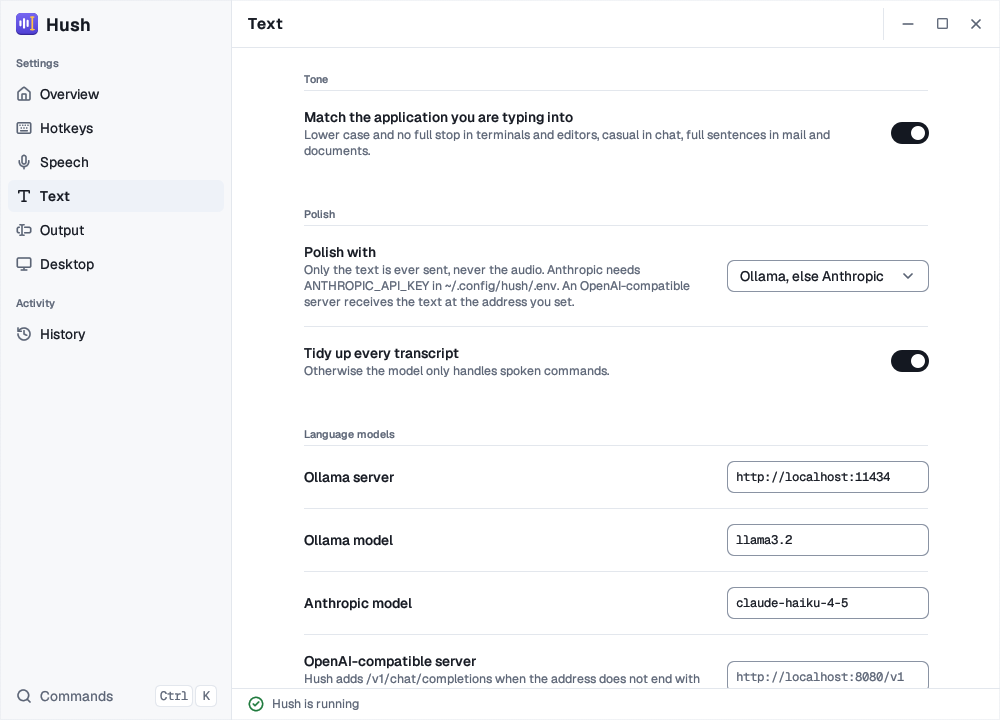 Hush
Settings
Overview
Hotkeys
Speech
Text
Output
Desktop
Activity
History
Commands
Ctrl K
Text
Tone
Match the application you are typing into
Lower case and no full stop in terminals and editors, casual in chat, full sentences in mail and
documents.
Polish
Polish with
Only the text is ever sent, never the audio. Anthropic needs
ANTHROPIC_API_KEY in ~/.config/hush/.env. An OpenAI-compatible
server receives the text at the address you set.
Ollama, else Anthropic
Tidy up every transcript
Otherwise the model only handles spoken commands.
Language models
Ollama server
http://localhost:11434
Ollama model
llama3.2
Anthropic model
claude-haiku-4-5
OpenAI-compatible server
Hush adds /v1/chat/completions when the address does not end with
http://localhost:8080/v1
Hush is running